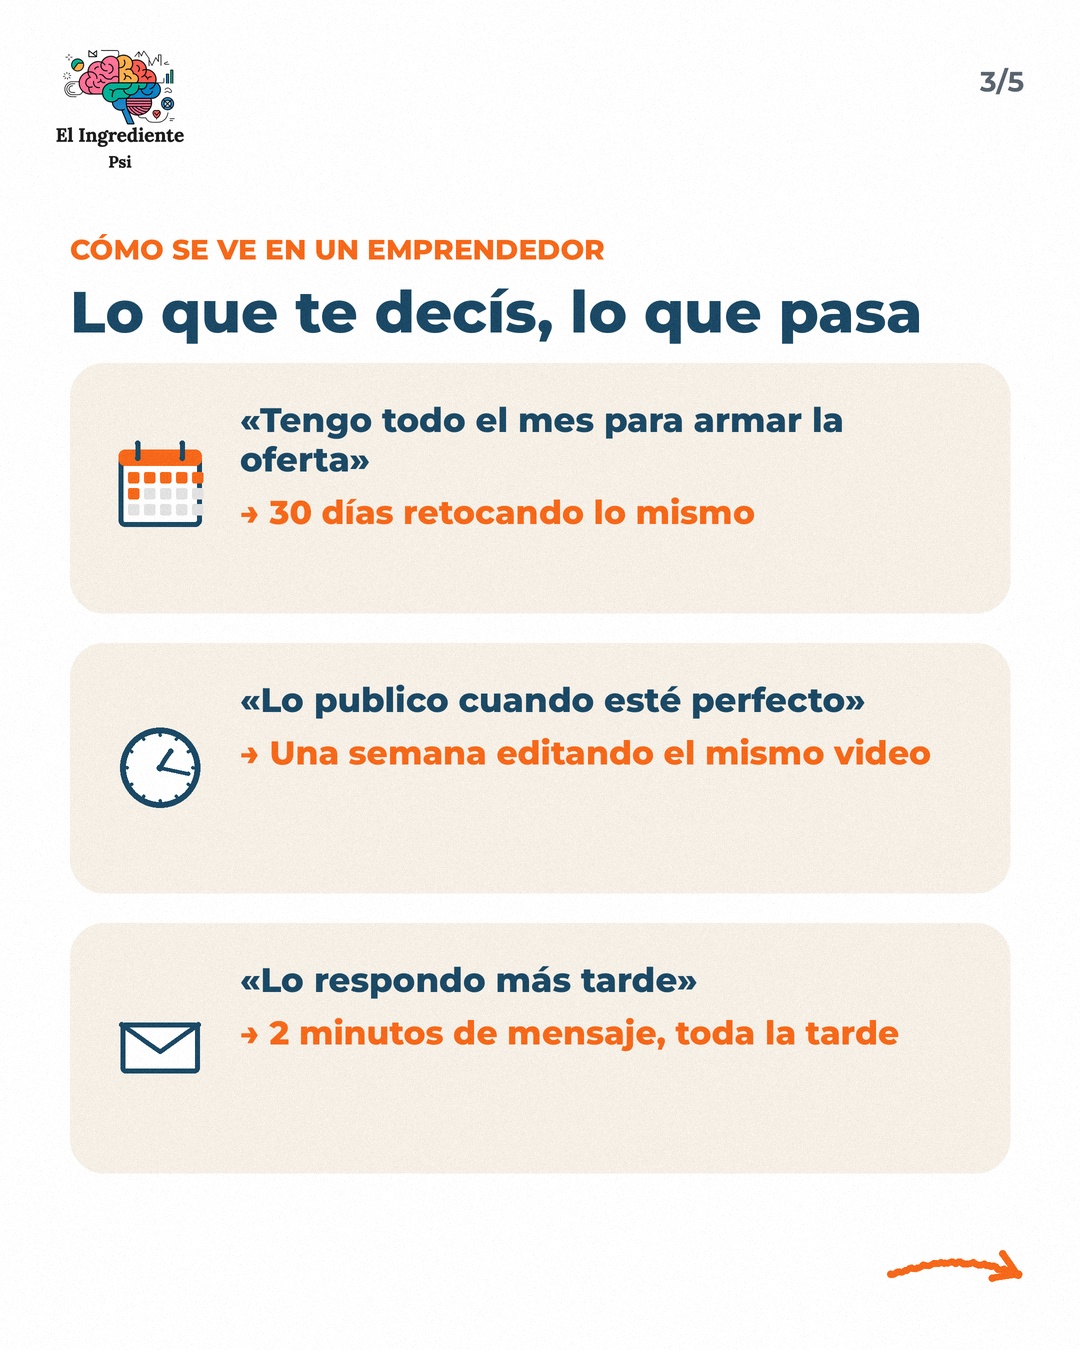 El Ingrediente
Psi
3/5
CÓMO SE VE EN UN EMPRENDEDOR
Lo que te decís, lo que pasa
«Tengo todo el mes para armar la
oferta»
→ 30 días retocando lo mismo
«Lo publico cuando esté perfecto»
→ Una semana editando el mismo video
«Lo respondo más tarde»
→ 2 minutos de mensaje, toda la tarde